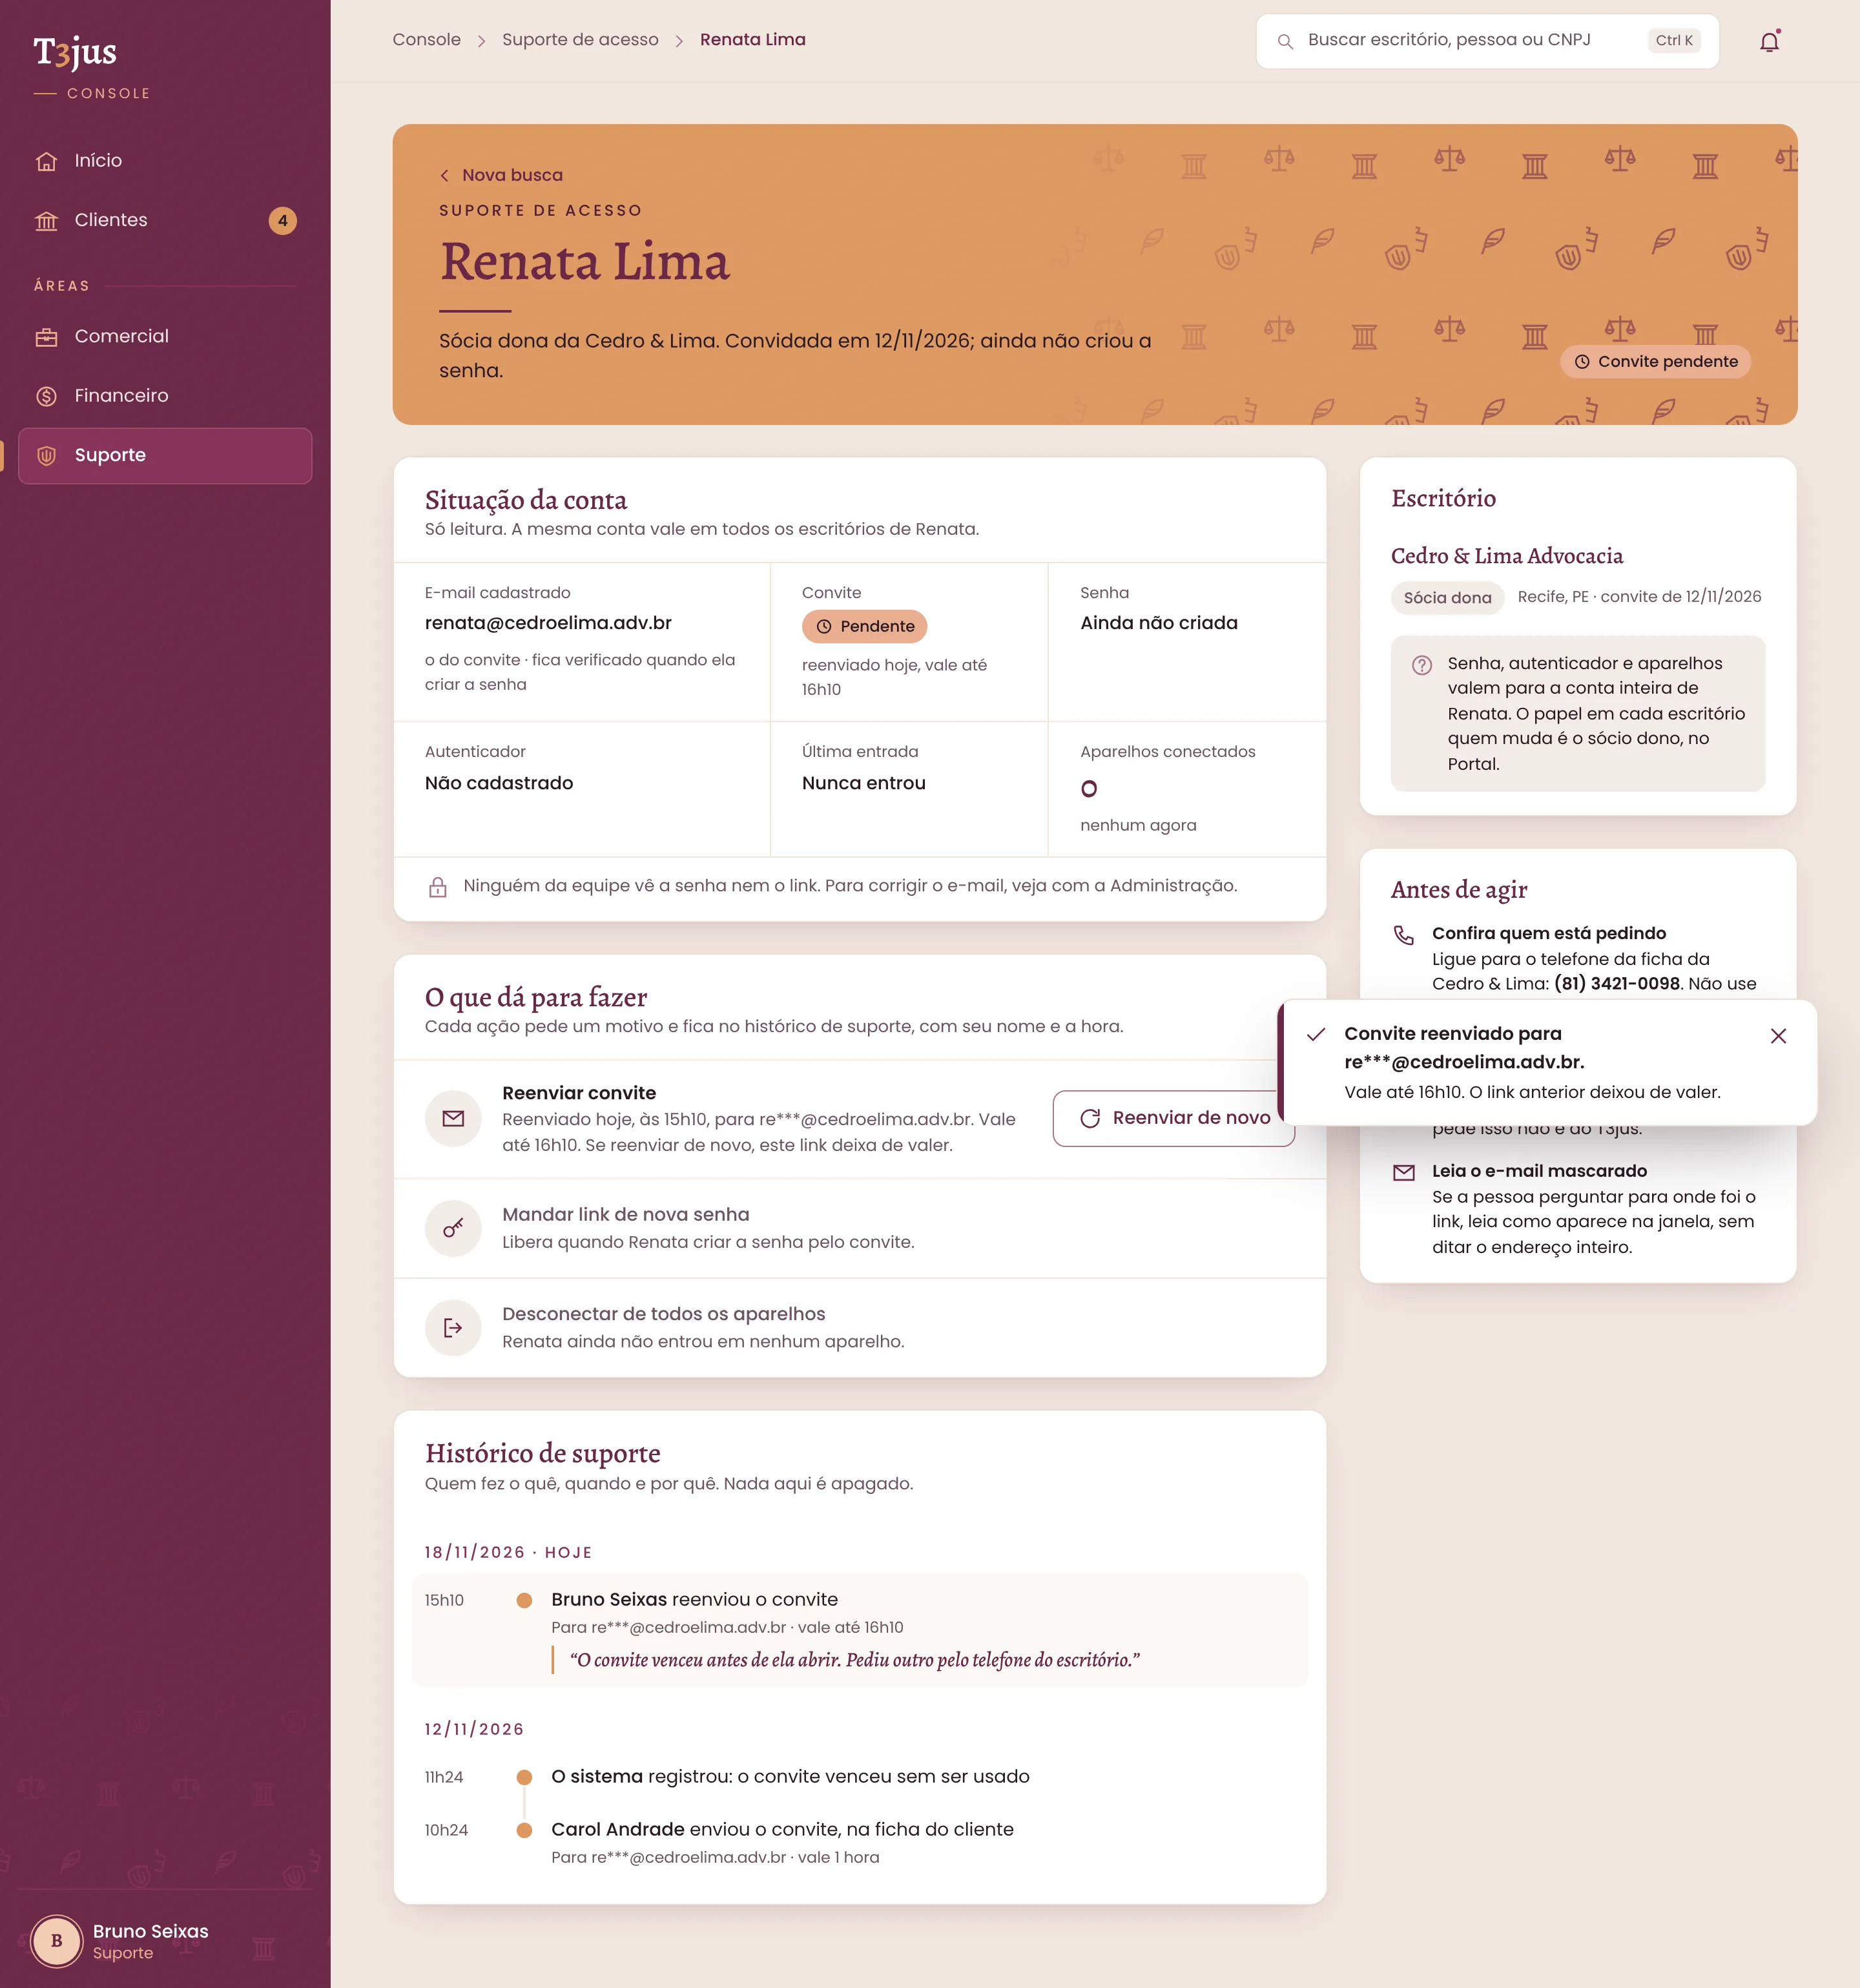 T3jus
CONSOLE
Início
Clientes
4
ÁREAS
Comercial
Financeiro
Suporte
Bruno Seixas
Suporte
B
Console > Suporte de acesso > Renata Lima
Buscar escritório, pessoa ou CNPJ
Ctrl K
Nova busca
SUPORTE DE ACESSO
Renata Lima
Sócia dona da Cedro & Lima. Convidada em 12/11/2026; ainda não criou a
senha.
Convite pendente
Situação da conta
Só leitura. A mesma conta vale em todos os escritórios de Renata.
E-mail cadastrado
renata@cedroelima.adv.br
o do convite · fica verificado quando ela
criar a senha
Convite
Pendente
reenviado hoje, vale até
16h10
Senha
Ainda não criada
Autenticador
Não cadastrado
Última entrada
Nunca entrou
Aparelhos conectados
0
nenhum agora
Ninguém da equipe vê a senha nem o link. Para corrigir o e-mail, veja com a Administração.
O que dá para fazer
Cada ação pede um motivo e fica no histórico de suporte, com seu nome e a hora.
Reenviar convite
Reenviado hoje, às 15h10, para re***@cedroelima.adv.br. Vale
até 16h10. Se reenviar de novo, este link deixa de valer.
Reenviar de novo
Mandar link de nova senha
Libera quando Renata criar a senha pelo convite.
Desconectar de todos os aparelhos
Renata ainda não entrou em nenhum aparelho.
Histórico de suporte
Quem fez o quê, quando e por quê. Nada aqui é apagado.
18/11/2026 · HOJE
15h10
Bruno Seixas reenviou o convite
Para re***@cedroelima.adv.br · vale até 16h10
“O convite venceu antes de ela abrir. Pediu outro pelo telefone do escritório.”
12/11/2026
11h24
O sistema registrou: o convite venceu sem ser usado
10h24
Carol Andrade enviou o convite, na ficha do cliente
Para re***@cedroelima.adv.br · vale 1 hora
Escritório
Cedro & Lima Advocacia
Sócia dona
Recife, PE · convite de 12/11/2026
Senha, autenticador e aparelhos
valem para a conta inteira de
Renata. O papel em cada escritório
quem muda é o sócio dono, no
Portal.
Antes de agir
Confira quem está pedindo
Ligue para o telefone da ficha da
Cedro & Lima: (81) 3421-0098. Não use
Convite reenviado para
re***@cedroelima.adv.br.
Vale até 16h10. O link anterior deixou de valer.
pede isso não é do T3jus.
Leia o e-mail mascarado
Se a pessoa perguntar para onde foi o
link, leia como aparece na janela, sem
ditar o endereço inteiro.